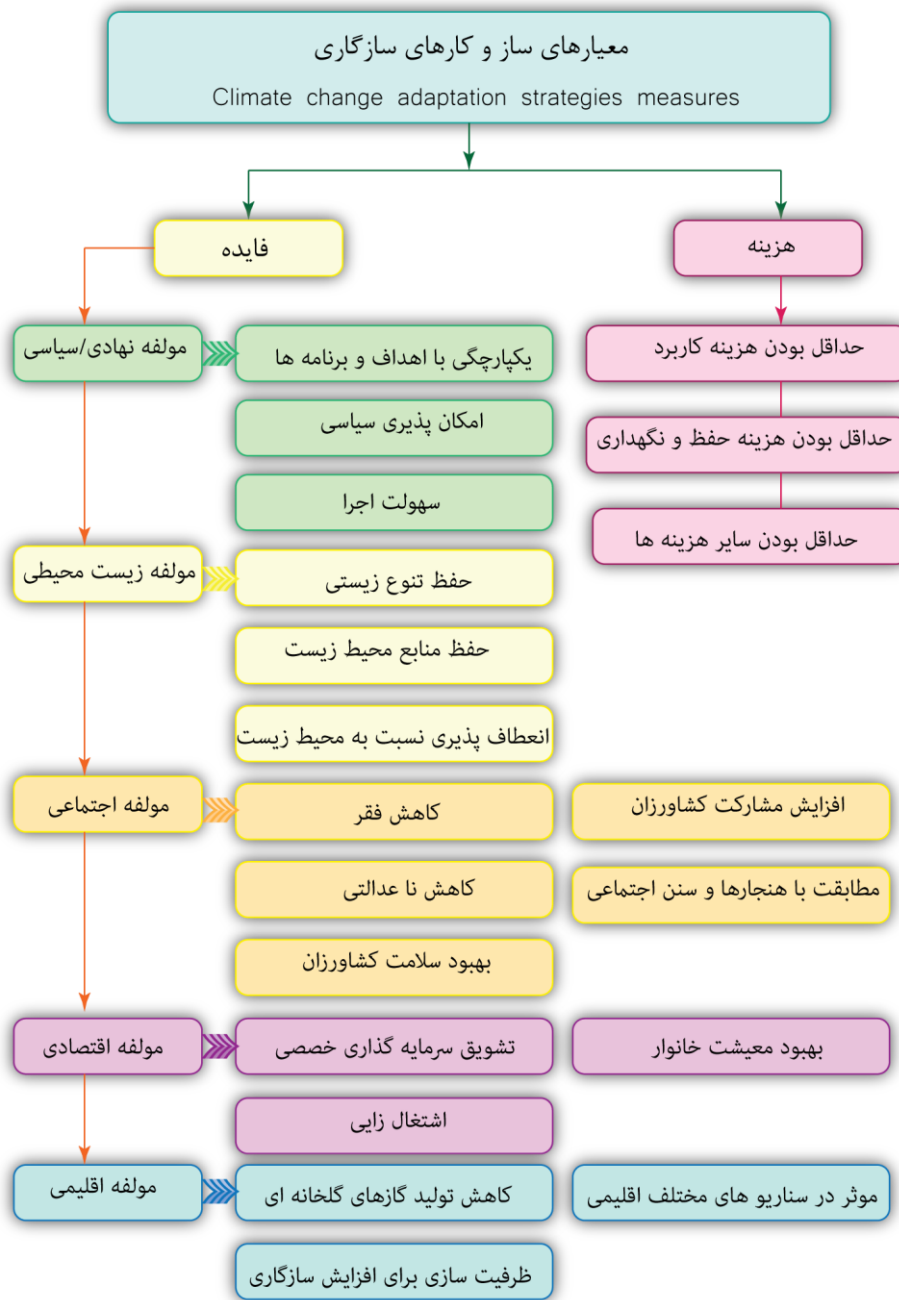 معیارهای ساز و کارهای سازگاری
Climate change adaptation strategies measures
هزینه
حداقل بودن هزینه کاربرد
حداقل بودن هزینه حفظ و نگهداری
حداقل بودن سایر هزینه ها
فایده
مولفه نهادی/سیاسی
یکپارچگی با اهداف و برنامه ها
امکان پذیری سیاسی
سهولت اجرا
مولفه زیست محیطی
حفظ تنوع زیستی
حفظ منابع محیط زیست
انعطاف پذیری نسبت به محیط زیست
مولفه اجتماعی
کاهش فقر
کاهش نا عدالتی
بهبود سلامت کشاورزان
افزایش مشارکت کشاورزان
مطابقت با هنجارها و سنن اجتماعی
مولفه اقتصادی
تشویق سرمایه گذاری خصصی
اشتغال زایی
بهبود معیشت خانوار
مولفه اقلیمی
کاهش تولید گازهای گلخانه ای
ظرفیت سازی برای افزایش سازگاری
موثر در سناریو های مختلف اقلیمی